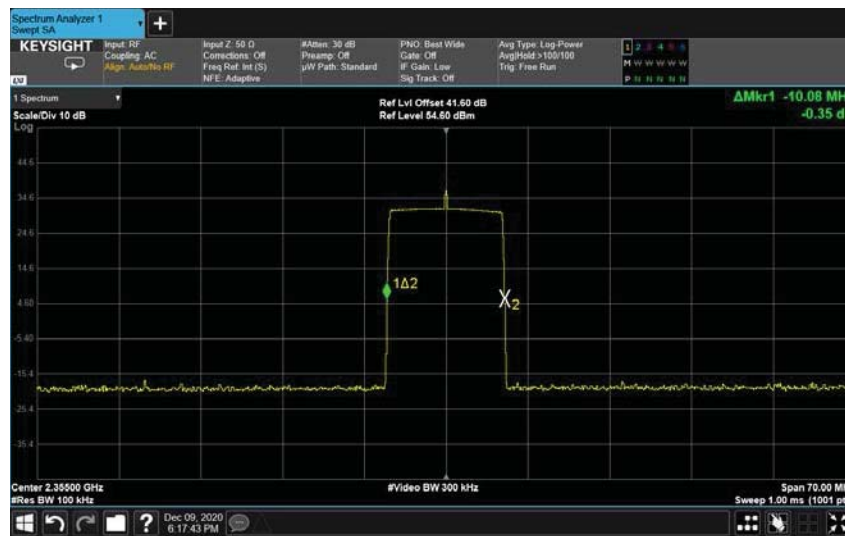 Spectrum Analyzer 1
Swept SA
+
KEYSIGHT
LXI
Input: RF
Coupling: AC
Align: Auto/No RF
Input Z: 50 Ω
Corrections: Off
Freq Ref: Int (S)
NFE: Adaptive
#Atten: 30 dB
Preamp: Off
µW Path: Standard
PNO: Best Wide
Gate: Off
IF Gain: Low
Sig Track: Off
Avg Type: Log-Power
Avg|Hold:>100/100
Trig: Free Run
1 2 3 4 5 6
M W W W W W
P N N N N N
1 Spectrum
Scale/Div 10 dB
Log
Ref Lvl Offset 41.60 dB
Ref Level 54.60 dBm
ΔMkr1 -10.08 MH
-0.35 d
44.6
34.6
24.6
14.6
4.60
-5.40
-15.4
-25.4
-35.4
1Δ2
X2
Center 2.35500 GHz
#Res BW 100 kHz
#Video BW 300 kHz
Span 70.00 MH
Sweep 1.00 ms (1001 pt
?
Dec 09, 2020
6:17:43 PM